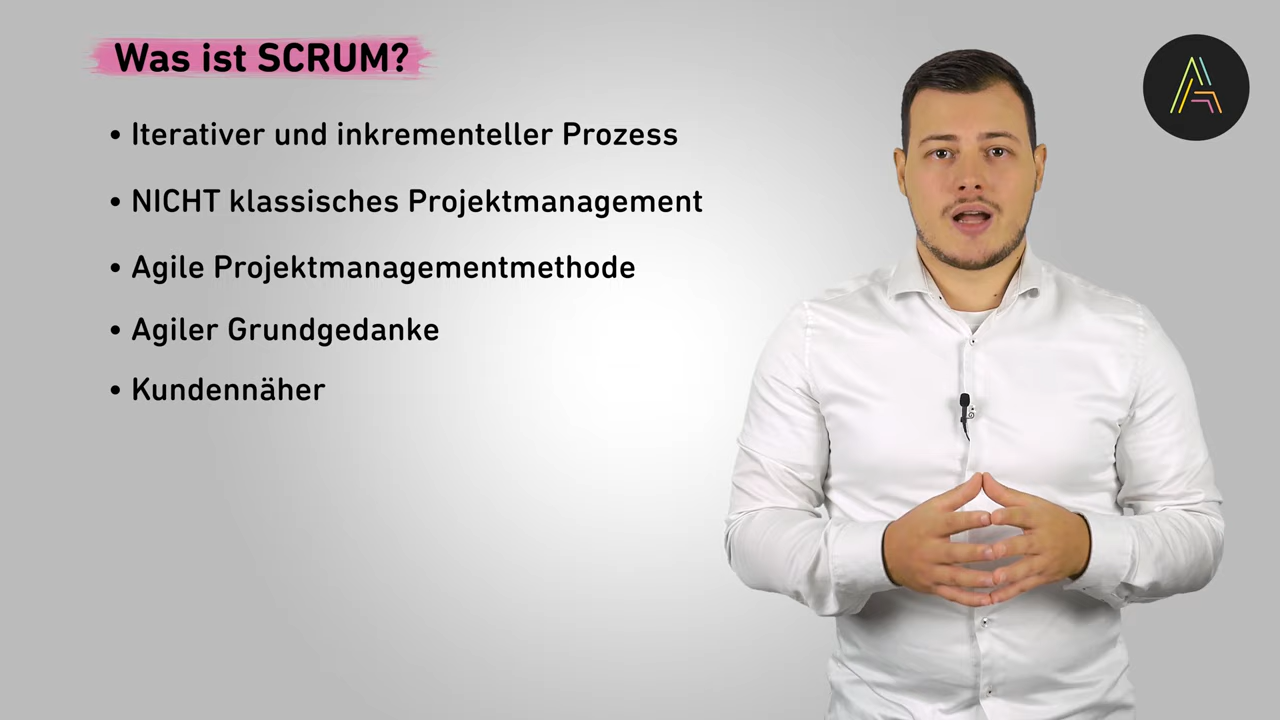 Was ist SCRUM?
• Iterativer und inkrementeller Prozess
• NICHT klassisches Projektmanagement
• Agile Projektmanagementmethode
• Agiler Grundgedanke
• Kundennäher